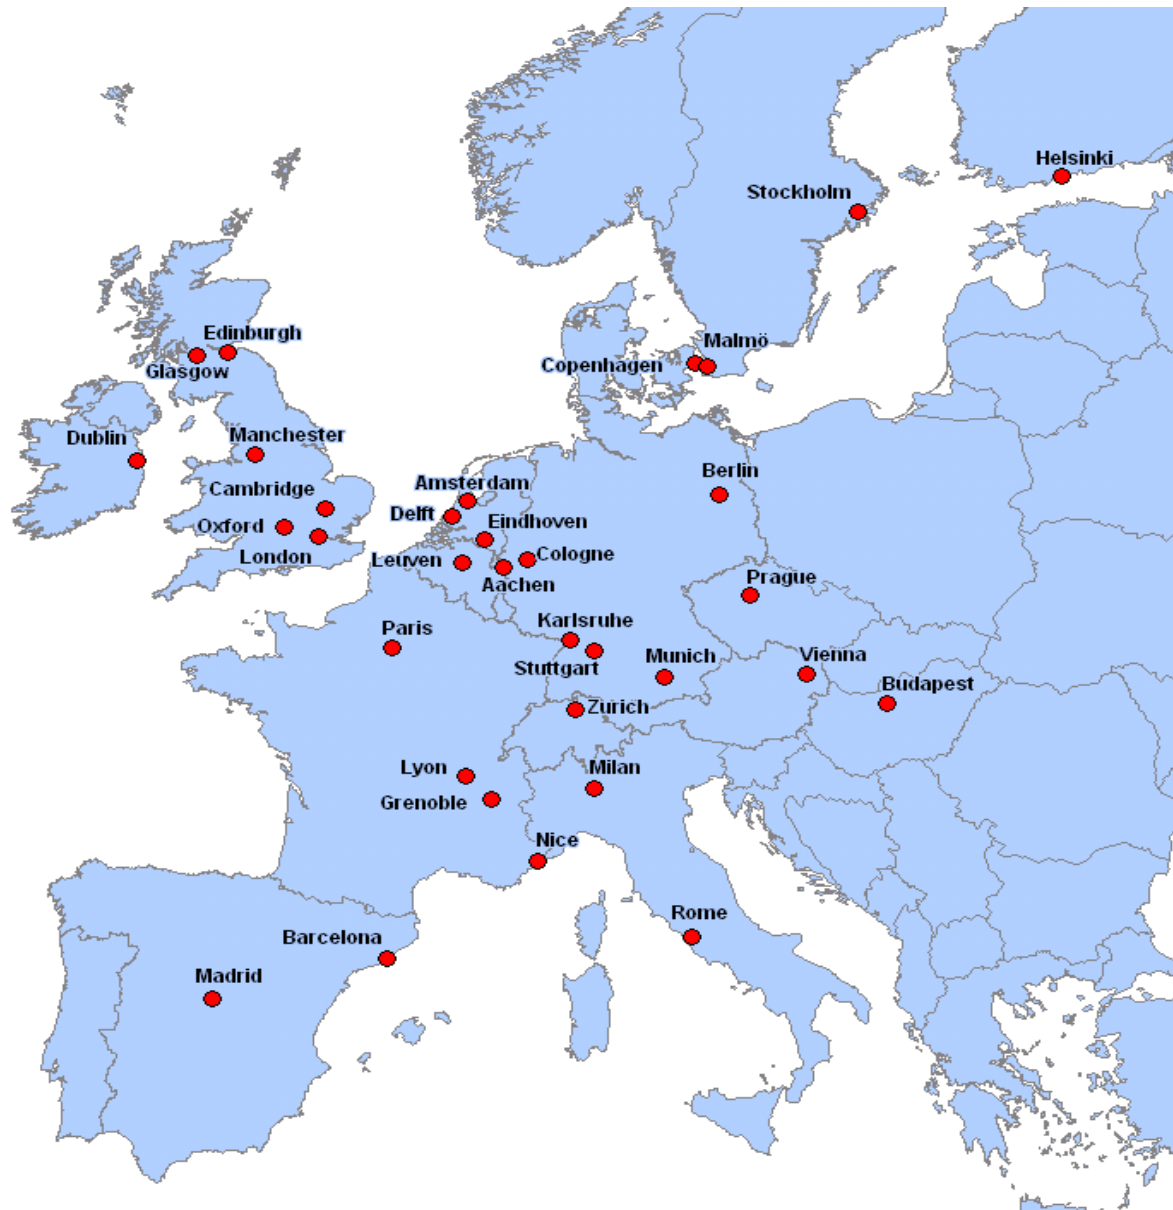 Helsinki
Stockholm
Edinburgh
Malmö
Copenhagen
Glasgow
Manchester
Dublin
Berlin
Cambridge
Amsterdam
Delft
Eindhoven
Oxford
London
Leuven
Cologne
Aachen
Prague
Karlsruhe
Paris
Stuttgart
Munich
Vienna
Budapest
Zurich
Lyon
Milan
Grenoble
Nice
Rome
Barcelona
Madrid